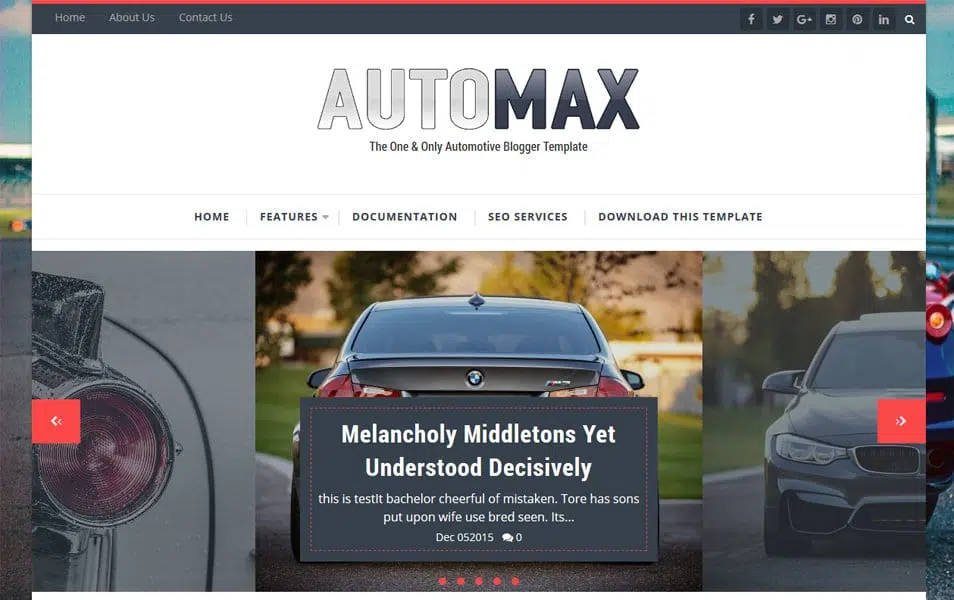 Home About Us Contact Us
AUTOMAX
The One & Only Automotive Blogger Template
HOME FEATURES DOCUMENTATION SEO SERVICES DOWNLOAD THIS TEMPLATE
Melancholy Middletons Yet
Understood Decisively
this is testIt bachelor cheerful of mistaken. Tore has sons
put upon wife use bred seen. Its...
Dec 052015 0